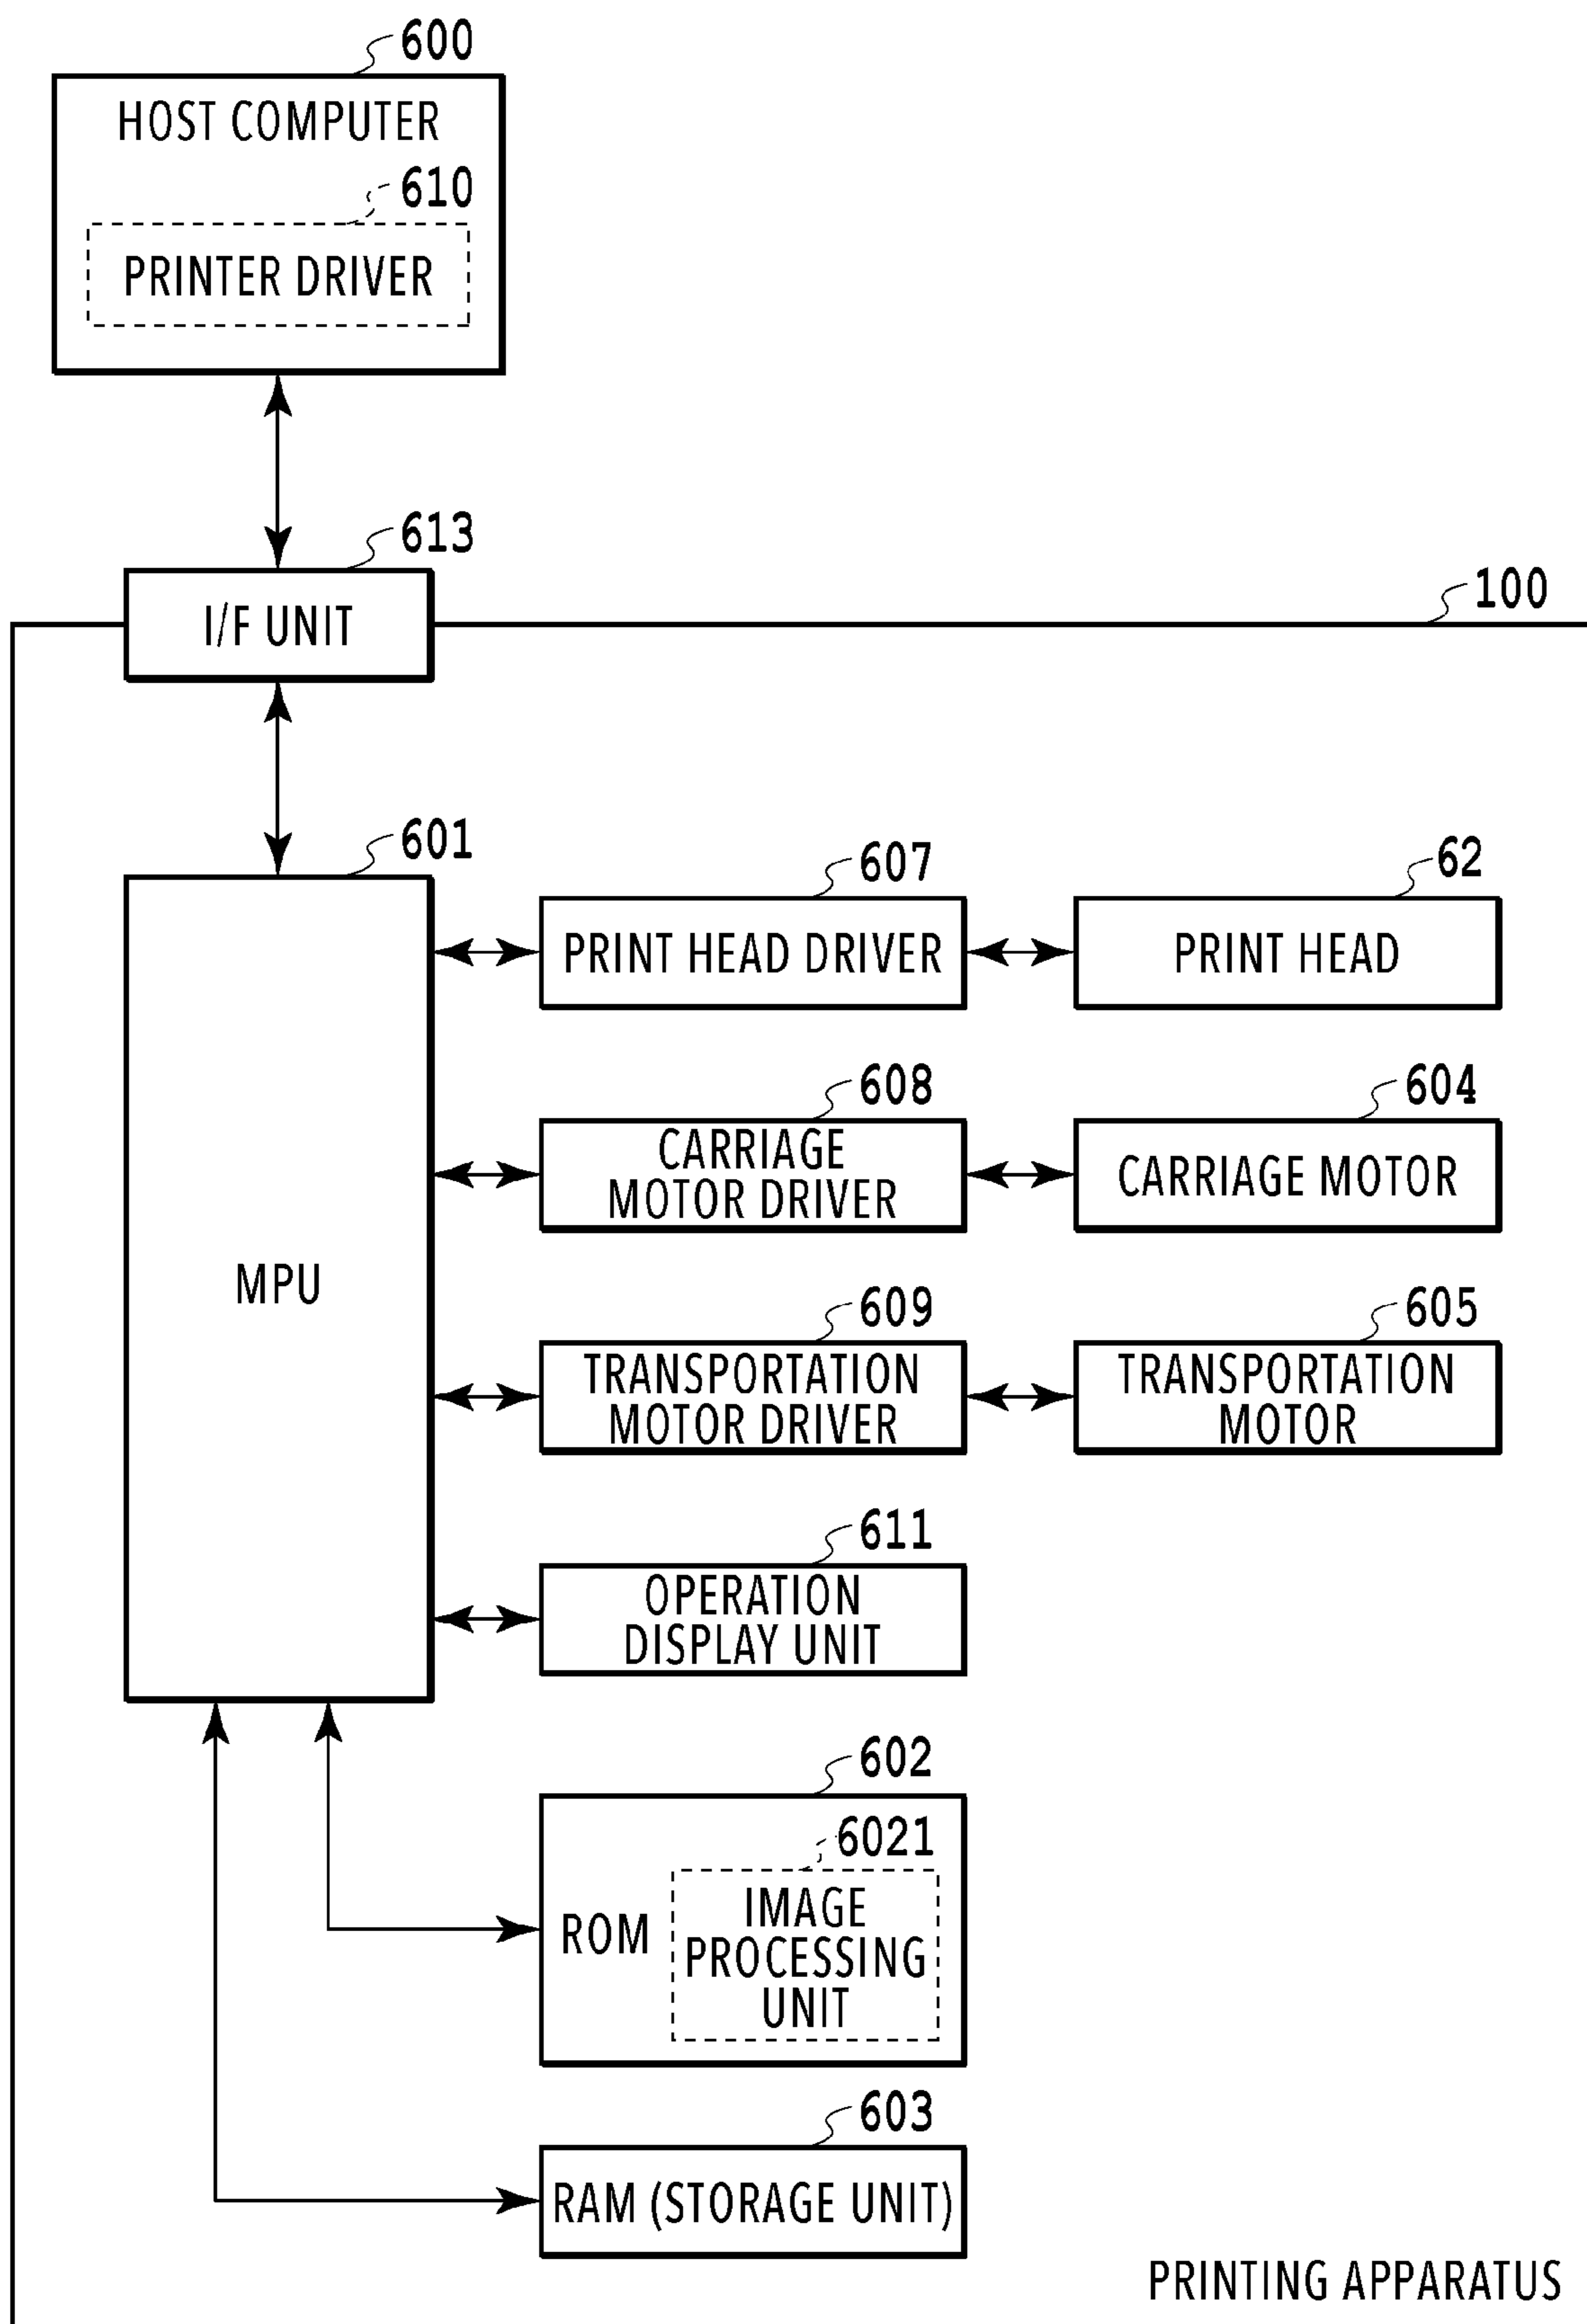 600
HOST COMPUTER
610
PRINTER DRIVER
613
I/F UNIT
100
601
MPU
607
PRINT HEAD DRIVER
62
PRINT HEAD
608
CARRIAGE
MOTOR DRIVER
604
CARRIAGE MOTOR
609
TRANSPORTATION
MOTOR DRIVER
605
TRANSPORTATION
MOTOR
611
OPERATION
DISPLAY UNIT
602
ROM
6021
IMAGE
PROCESSING
UNIT
603
RAM (STORAGE UNIT)
PRINTING APPARATUS